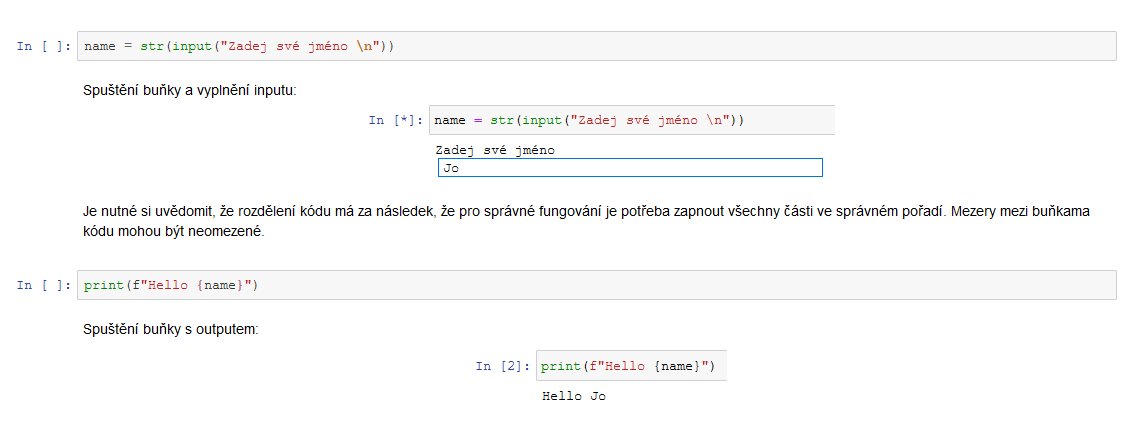 In [ ]: name = str(input("Zadej své jméno \n"))
Spuštění buňky a vyplnění inputu:
In [*]: name = str(input("Zadej své jméno \n"))
Zadej své jméno
Jo
Je nutné si uvědomit, že rozdělení kódu má za následek, že pro správné fungování je potřeba zapnout všechny části ve správném pořadí. Mezery mezi buňkama
kódu mohou být neomezené.
In [ ]: print(f"Hello {name}")
Spuštění buňky s outputem:
In [2]: print(f"Hello {name}")
Hello Jo